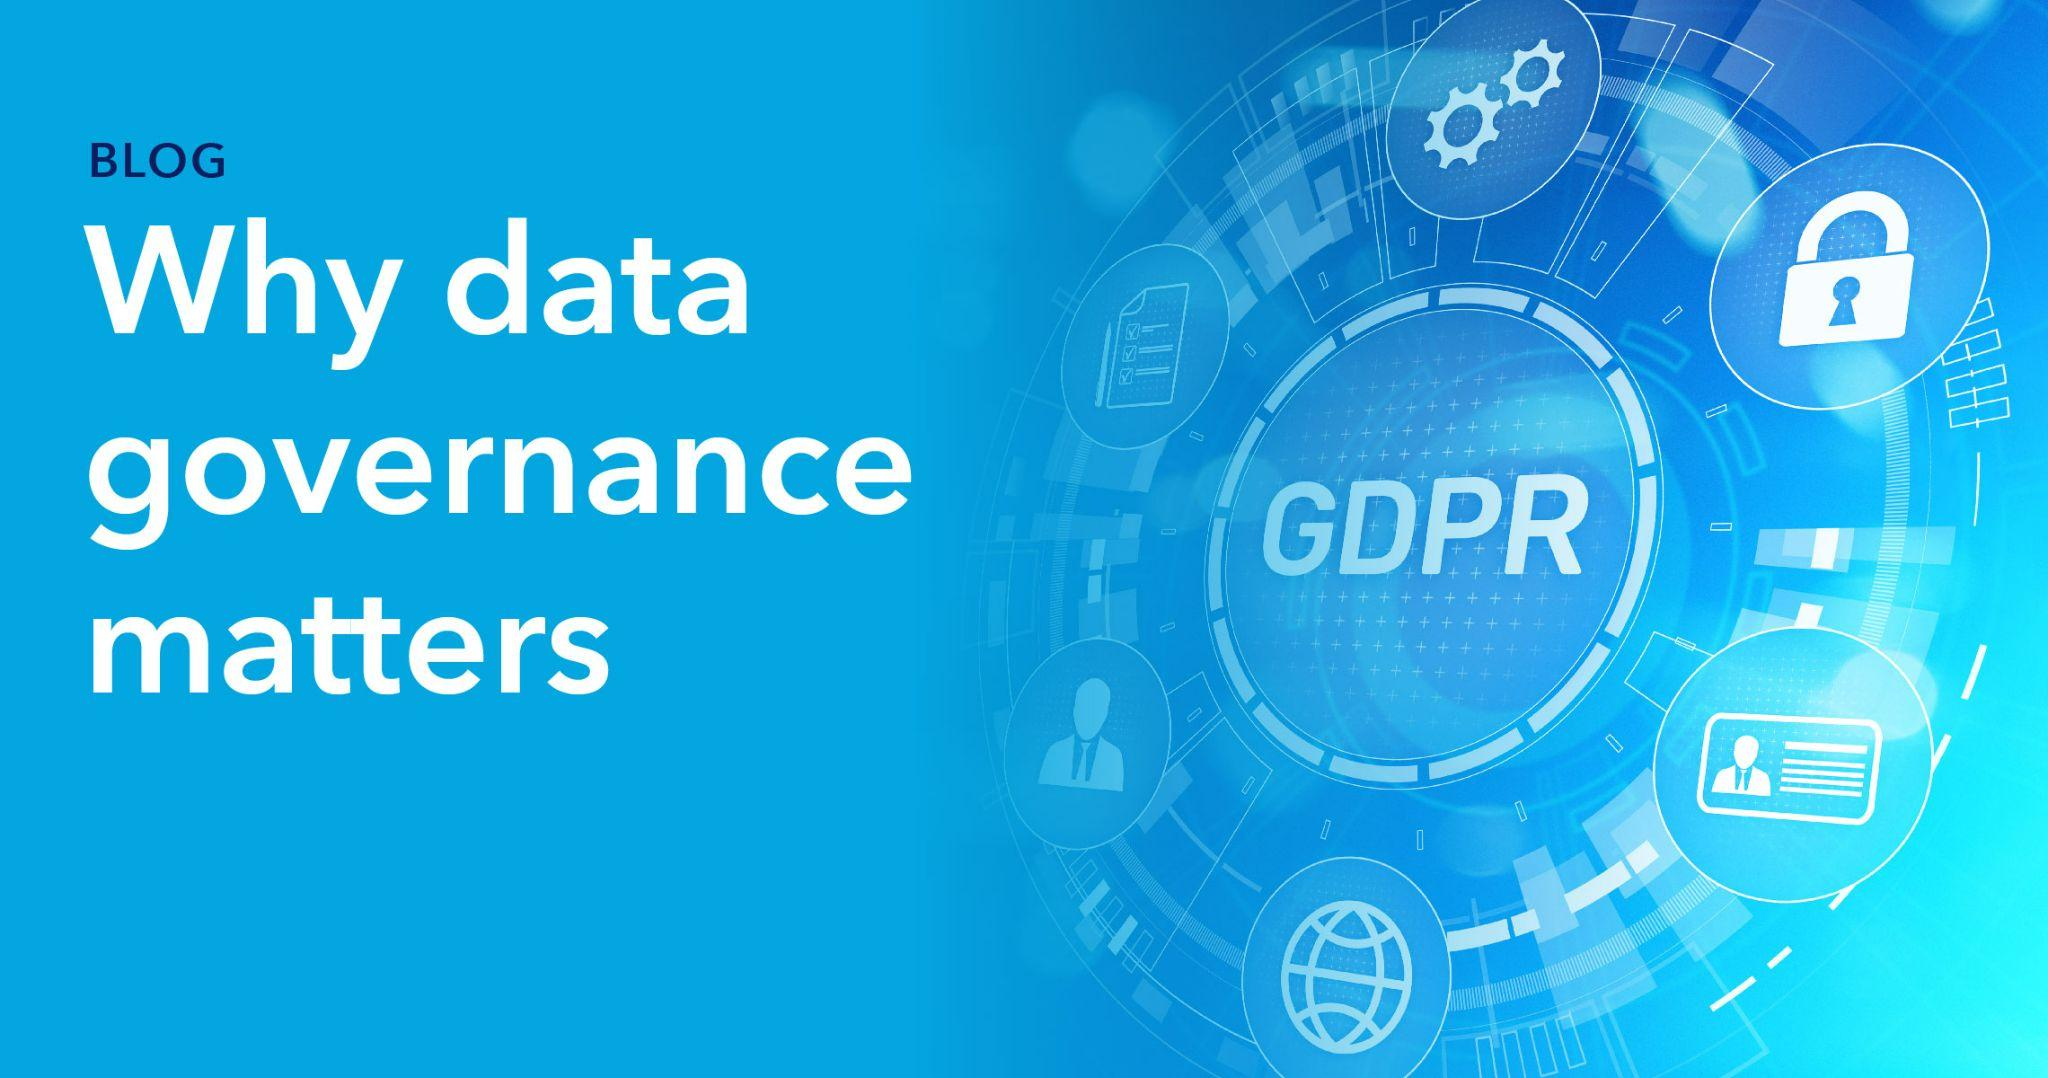 BLOG
Why data
governance
matters
GDPR